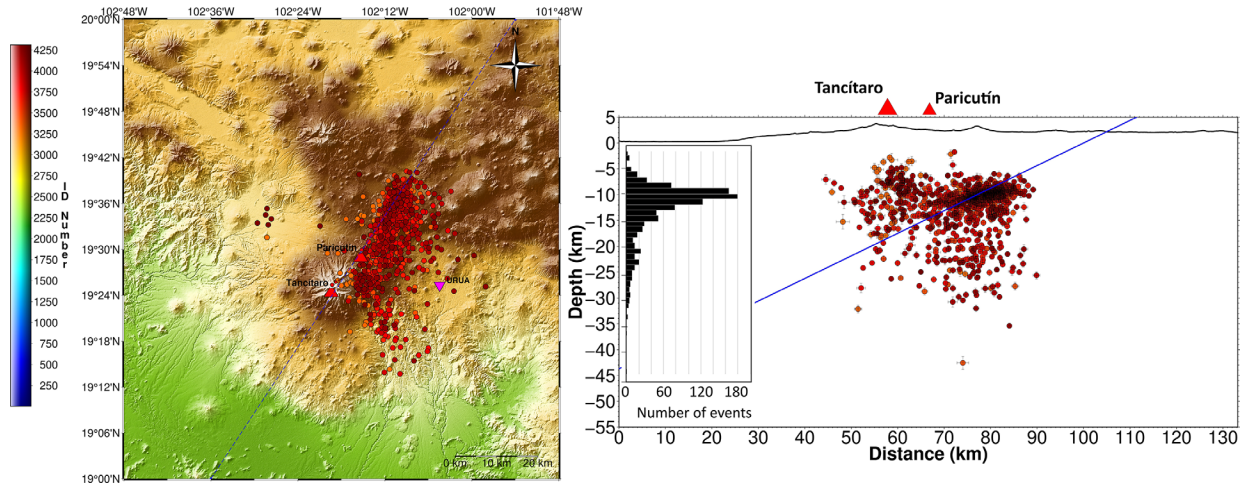 102°48'W 102°36'W 102°24'W 102°12'W 102°00'W 101°48'W
20°00'N
19°54'N
19°48'N
19°42'N
19°36'N
19°30'N
19°24'N
19°18'N
19°12'N
19°06'N
19°00'N
4250
4000
3750
3500
3250
3000
2750
2500
2250
2000
1750
1500
1250
1000
750
500
250
ID Number
N
Paricutín
Tancítaro
URUA
0 km 10 km 20 km
Tancítaro
Paricutín
5
0
−5
−10
−15
−20
−25
−30
−35
−40
−45
−50
−55
Depth (km)
0 60 120 180
Number of events
0 10 20 30 40 50 60 70 80 90 100 110 120 130
Distance (km)